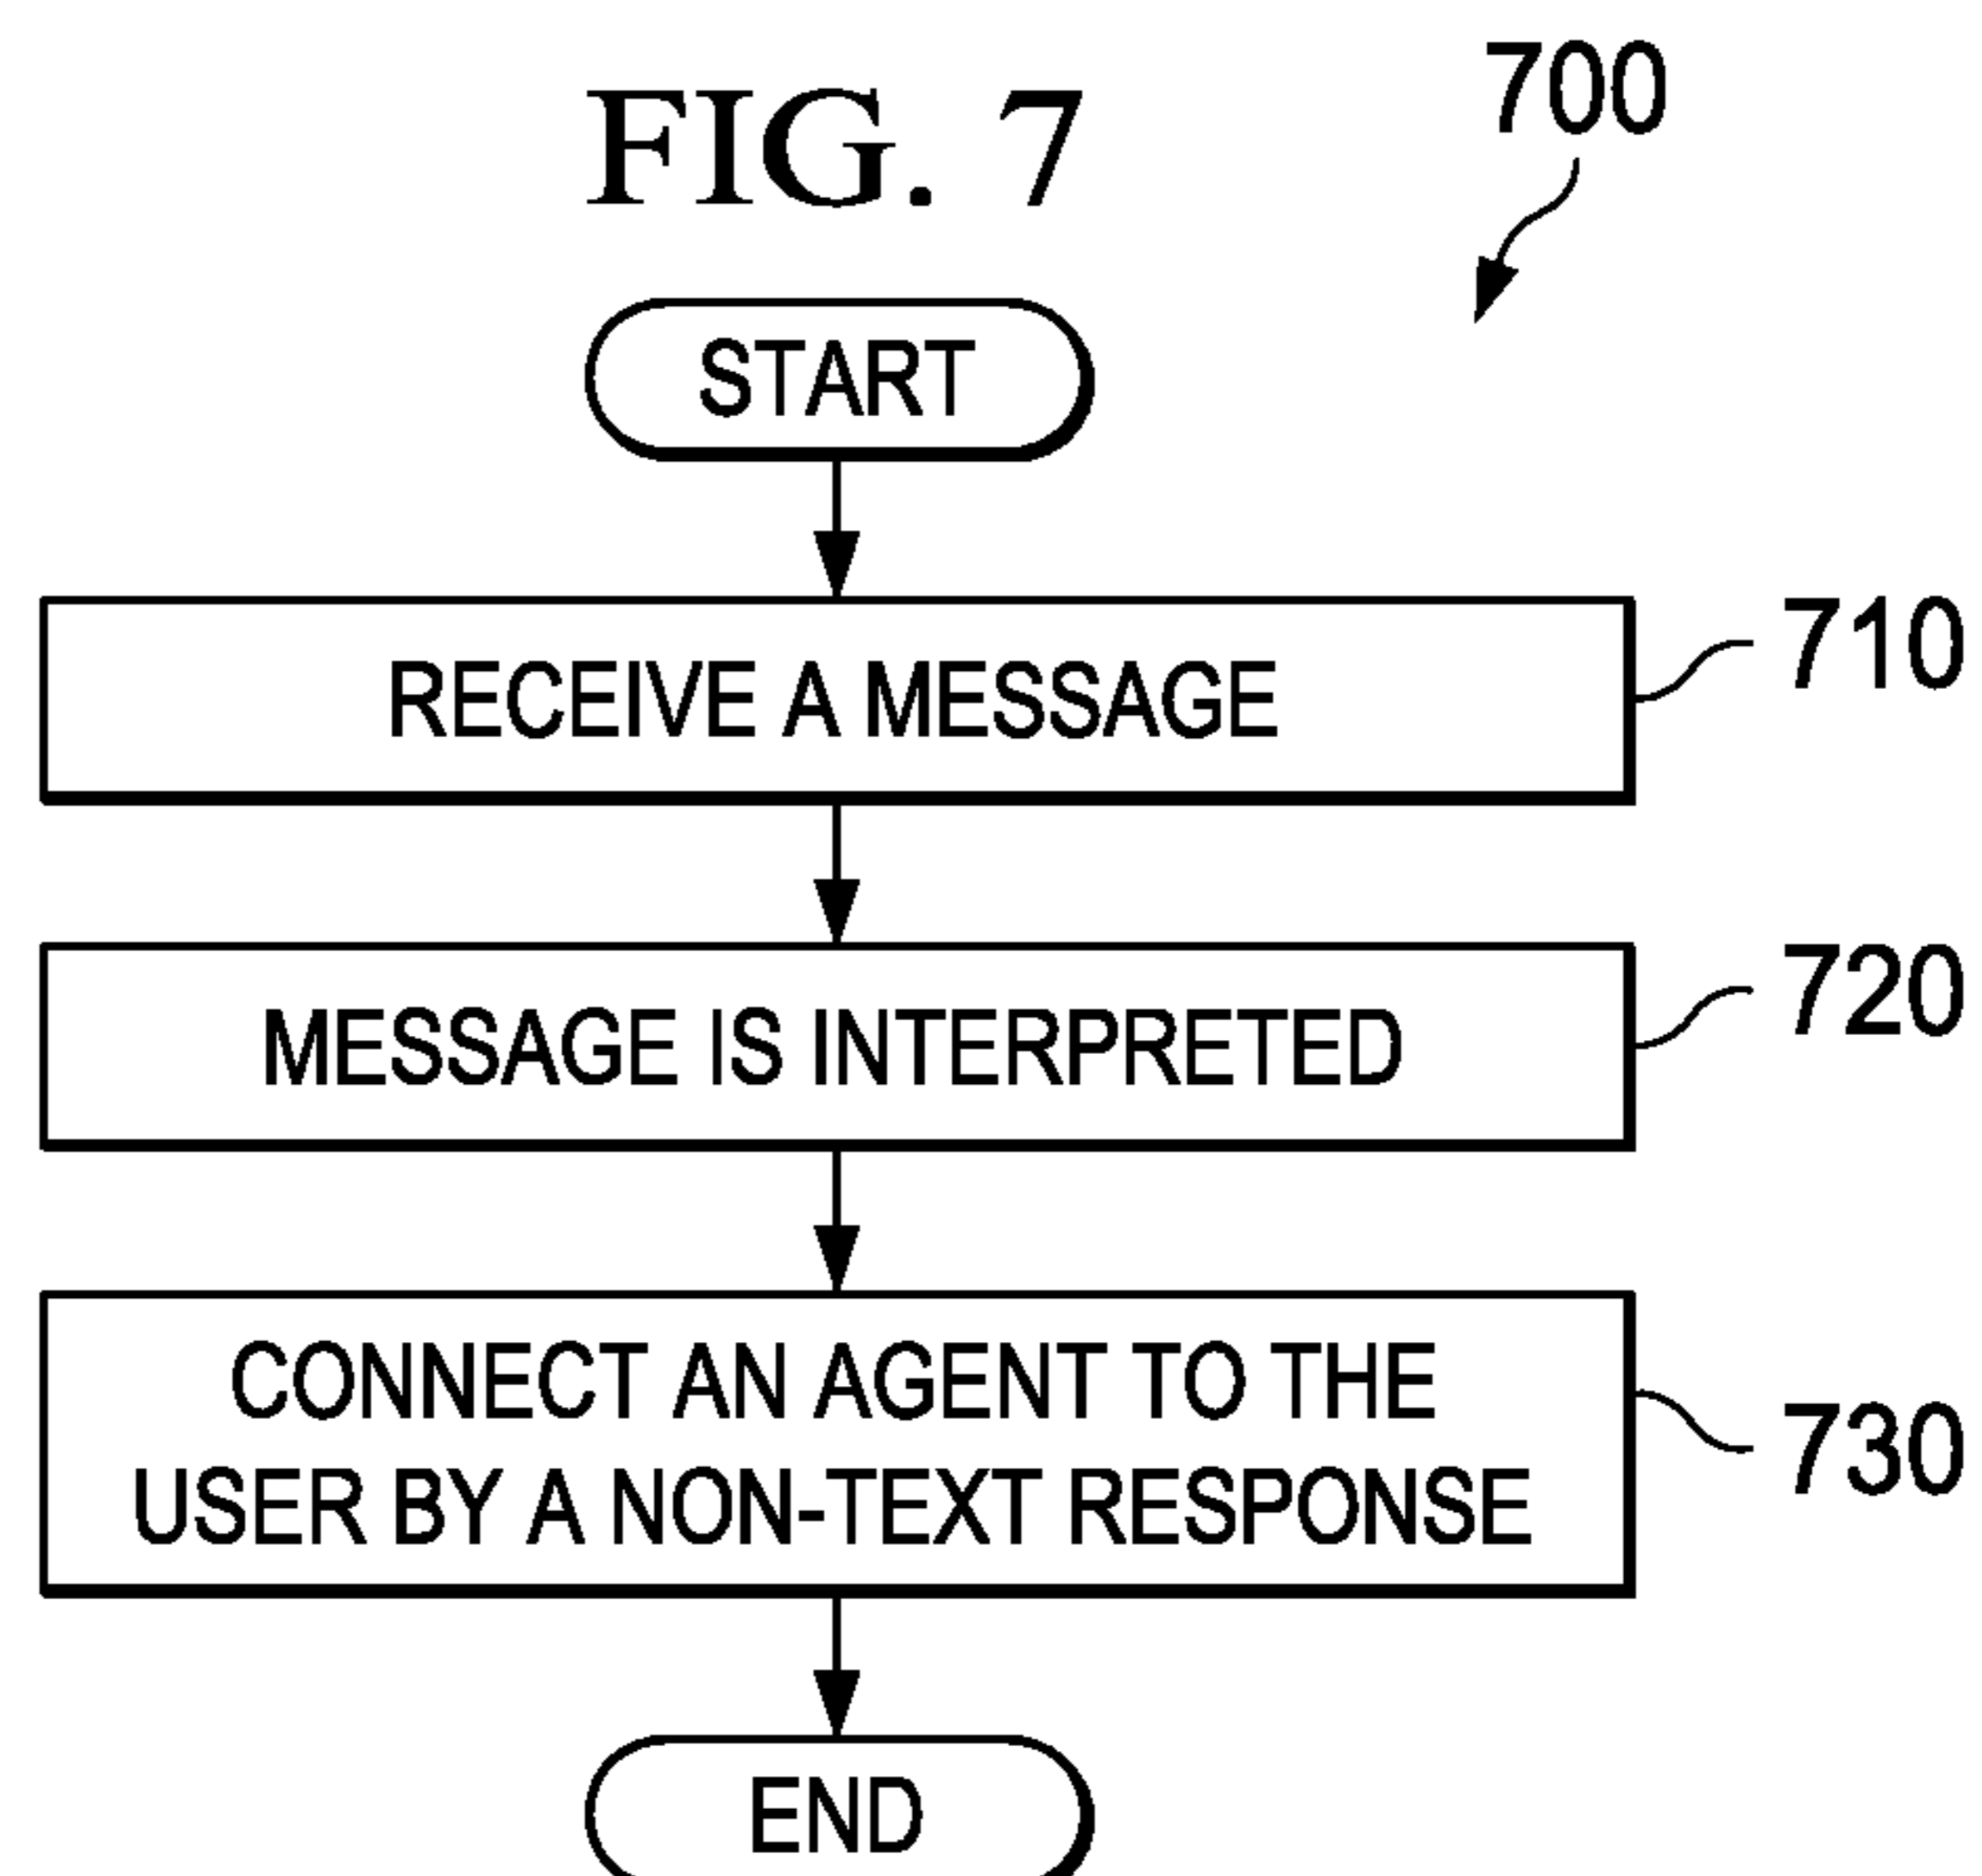 FIG. 7
700
START
RECEIVE A MESSAGE
710
MESSAGE IS INTERPRETED
720
CONNECT AN AGENT TO THE
USER BY A NON-TEXT RESPONSE
730
END